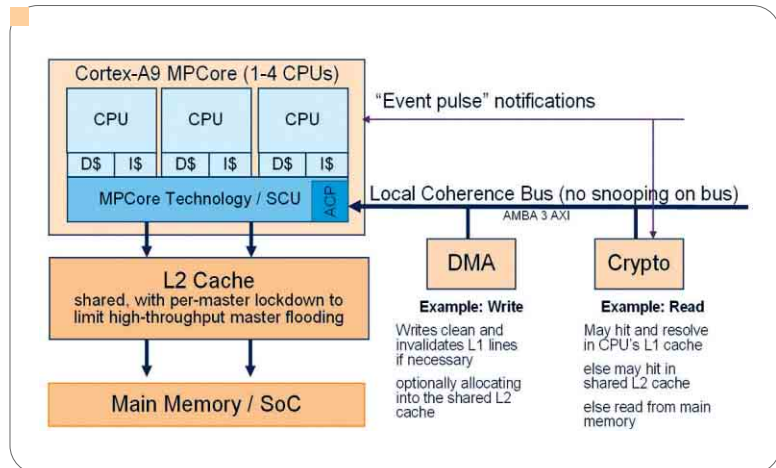 Cortex-A9 MPCore (1-4 CPUs)
CPU CPU CPU
D$ I$ D$ I$ D$ I$
MPCore Technology / SCU
ACP
"Event pulse" notifications
Local Coherence Bus (no snooping on bus)
AMBA 3 AXI
L2 Cache
shared, with per-master lockdown to
limit high-throughput master flooding
Main Memory / SoC
DMA
Example: Write
Writes clean and
invalidates L1 lines
if necessary
optionally allocating
into the shared L2
cache
Crypto
Example: Read
May hit and resolve
in CPU's L1 cache
else may hit in
shared L2 cache
else read from main
memory